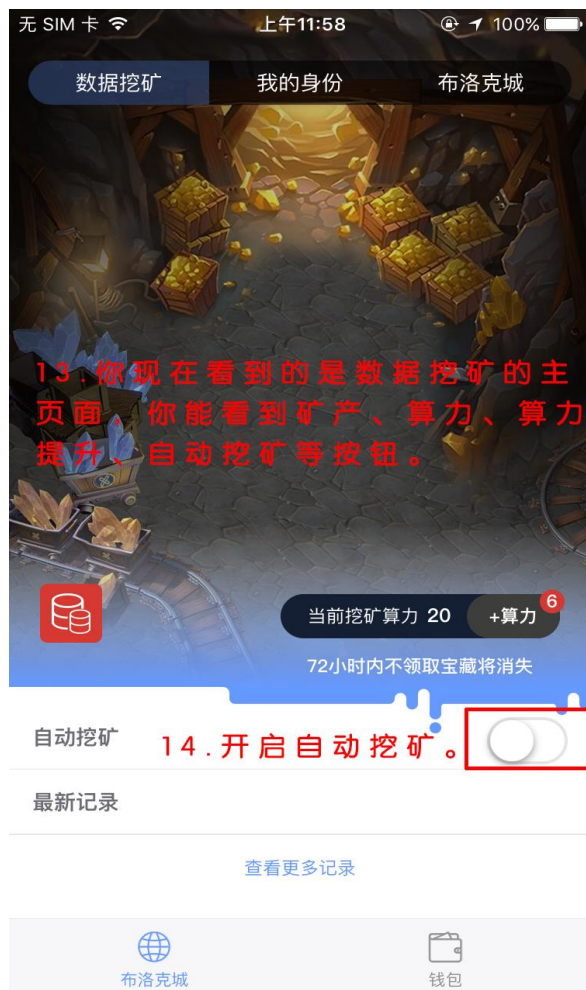 无 SIM 卡 上午11:58 100%
数据挖矿 我的身份 布洛克城
13.你现在看到的是数据挖矿的主
页面，你能看到矿产、算力、算力
提升、自动挖矿等按钮。
当前挖矿算力 20 +算力 6
72小时内不领取宝藏将消失
自动挖矿 14.开启自动挖矿。
最新记录
查看更多记录
布洛克城 钱包